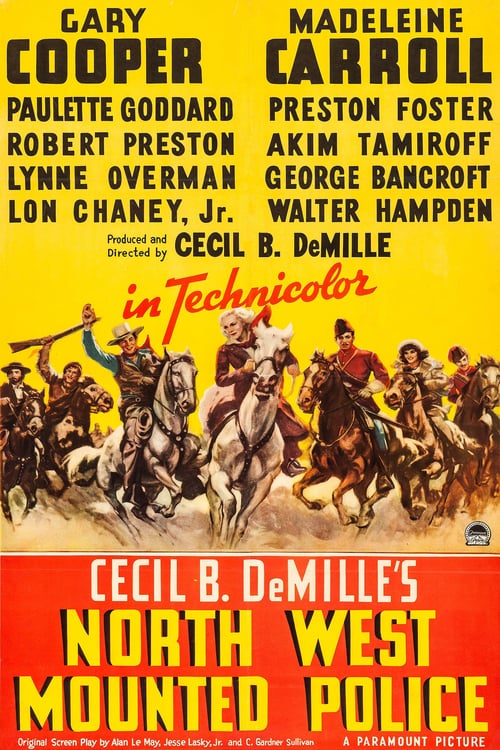 GARY
COOPER
MADELEINE
CARROLL
PAULETTE GODDARD
ROBERT PRESTON
LYNNE OVERMAN
LON CHANEY, Jr.
PRESTON FOSTER
AKIM TAMIROFF
GEORGE BANCROFT
WALTER HAMPDEN
Produced and
Directed by CECIL B. DeMILLE
in Technicolor
CECIL B. DeMILLE'S
NORTH WEST
MOUNTED POLICE
Original Screen Play by Alan Le May, Jesse Lasky, Jr. and C. Gardner Sullivan
A PARAMOUNT PICTURE